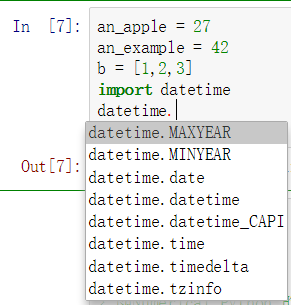 In [7]:
an_apple = 27
an_example = 42
b = [1,2,3]
import datetime
datetime.
datetime.MAXYEAR
datetime.MINYEAR
Out[7]:
datetime.date
datetime.datetime
datetime.datetime_CAPI
datetime.time
datetime.timedelta
datetime.tzinfo